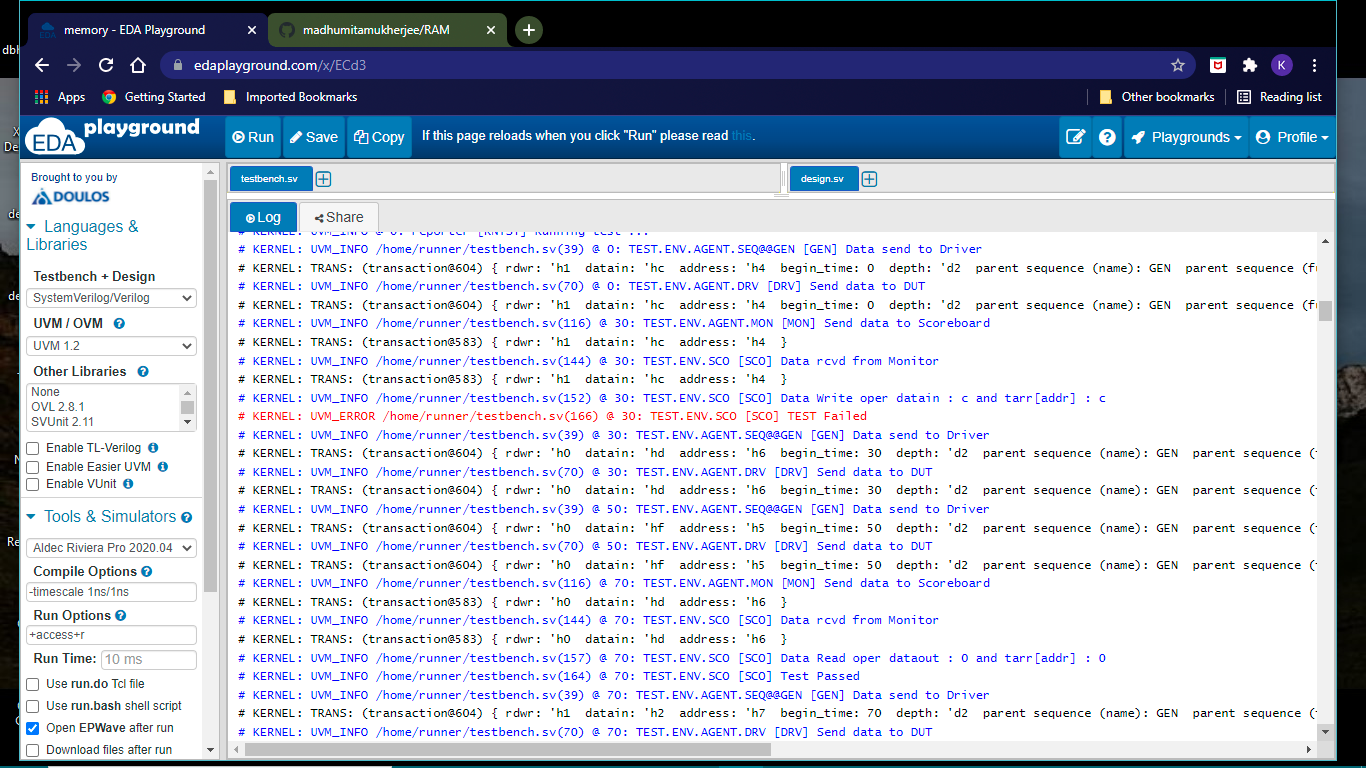 dbh
memory - EDA Playground
madhumitamukherjee/RAM
edaplayground.com/x/ECd3
K
Apps
Getting Started
Imported Bookmarks
Other bookmarks
Reading list
X
De
EDA playground
Run
Save
Copy
If this page reloads when you click "Run" please read this.
Playgrounds
Profile
Brought to you by
DOULOS
testbench.sv
design.sv
de
Languages &
Libraries
Log
Share
# KERNEL: UVM_INFO @ 0: reporter [RNTST] Running test ...
# KERNEL: UVM_INFO /home/runner/testbench.sv(39) @ 0: TEST.ENV.AGENT.SEQ@@GEN [GEN] Data send to Driver
# KERNEL: TRANS: (transaction@604) { rdwr: 'h1 datain: 'hc address: 'h4 begin_time: 0 depth: 'd2 parent sequence (name): GEN parent sequence (fu
# KERNEL: UVM_INFO /home/runner/testbench.sv(70) @ 0: TEST.ENV.AGENT.DRV [DRV] Send data to DUT
# KERNEL: TRANS: (transaction@604) { rdwr: 'h1 datain: 'hc address: 'h4 begin_time: 0 depth: 'd2 parent sequence (name): GEN parent sequence (fu
# KERNEL: UVM_INFO /home/runner/testbench.sv(116) @ 30: TEST.ENV.AGENT.MON [MON] Send data to Scoreboard
# KERNEL: TRANS: (transaction@583) { rdwr: 'h1 datain: 'hc address: 'h4 }
# KERNEL: UVM_INFO /home/runner/testbench.sv(144) @ 30: TEST.ENV.SCO [SCO] Data rcvd from Monitor
# KERNEL: TRANS: (transaction@583) { rdwr: 'h1 datain: 'hc address: 'h4 }
# KERNEL: UVM_INFO /home/runner/testbench.sv(152) @ 30: TEST.ENV.SCO [SCO] Data Write oper datain : c and tarr[addr] : c
# KERNEL: UVM_ERROR /home/runner/testbench.sv(166) @ 30: TEST.ENV.SCO [SCO] TEST Failed
# KERNEL: UVM_INFO /home/runner/testbench.sv(39) @ 30: TEST.ENV.AGENT.SEQ@@GEN [GEN] Data send to Driver
# KERNEL: TRANS: (transaction@604) { rdwr: 'h0 datain: 'hd address: 'h6 begin_time: 30 depth: 'd2 parent sequence (name): GEN parent sequence (
# KERNEL: UVM_INFO /home/runner/testbench.sv(70) @ 30: TEST.ENV.AGENT.DRV [DRV] Send data to DUT
# KERNEL: TRANS: (transaction@604) { rdwr: 'h0 datain: 'hd address: 'h6 begin_time: 30 depth: 'd2 parent sequence (name): GEN parent sequence (
# KERNEL: UVM_INFO /home/runner/testbench.sv(39) @ 50: TEST.ENV.AGENT.SEQ@@GEN [GEN] Data send to Driver
# KERNEL: TRANS: (transaction@604) { rdwr: 'h0 datain: 'hf address: 'h5 begin_time: 50 depth: 'd2 parent sequence (name): GEN parent sequence (
# KERNEL: UVM_INFO /home/runner/testbench.sv(70) @ 50: TEST.ENV.AGENT.DRV [DRV] Send data to DUT
# KERNEL: TRANS: (transaction@604) { rdwr: 'h0 datain: 'hf address: 'h5 begin_time: 50 depth: 'd2 parent sequence (name): GEN parent sequence (
# KERNEL: UVM_INFO /home/runner/testbench.sv(116) @ 70: TEST.ENV.AGENT.MON [MON] Send data to Scoreboard
# KERNEL: TRANS: (transaction@583) { rdwr: 'h0 datain: 'hd address: 'h6 }
# KERNEL: UVM_INFO /home/runner/testbench.sv(144) @ 70: TEST.ENV.SCO [SCO] Data rcvd from Monitor
# KERNEL: TRANS: (transaction@583) { rdwr: 'h0 datain: 'hd address: 'h6 }
# KERNEL: UVM_INFO /home/runner/testbench.sv(157) @ 70: TEST.ENV.SCO [SCO] Data Read oper dataout : 0 and tarr[addr] : 0
# KERNEL: UVM_INFO /home/runner/testbench.sv(164) @ 70: TEST.ENV.SCO [SCO] Test Passed
# KERNEL: UVM_INFO /home/runner/testbench.sv(39) @ 70: TEST.ENV.AGENT.SEQ@@GEN [GEN] Data send to Driver
# KERNEL: TRANS: (transaction@604) { rdwr: 'h1 datain: 'h2 address: 'h7 begin_time: 70 depth: 'd2 parent sequence (name): GEN parent sequence (
# KERNEL: UVM_INFO /home/runner/testbench.sv(70) @ 70: TEST.ENV.AGENT.DRV [DRV] Send data to DUT
Testbench + Design
SystemVerilog/Verilog
UVM / OVM
UVM 1.2
Other Libraries
None
OVL 2.8.1
SVUnit 2.11
Enable TL-Verilog
Enable Easier UVM
Enable VUnit
Tools & Simulators
Re
Aldec Riviera Pro 2020.04
Compile Options
-timescale 1ns/1ns
Run Options
+access+r
Run Time: 10 ms
Use run.do Tcl file
Use run.bash shell script
Open EPWave after run
Download files after run